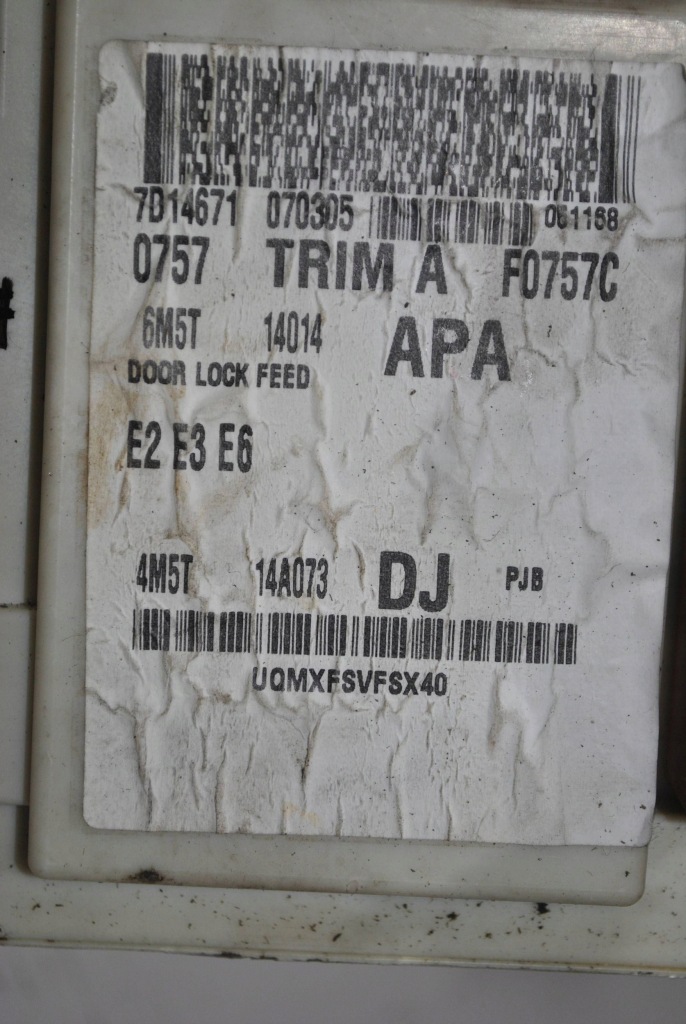 7D14671 070305 061168
0757 TRIM A F0757C
6M5T 14014 APA
DOOR LOCK FEED
E2 E3 E6
4M5T 14A073 DJ PJB
UQMXFSVFSX40